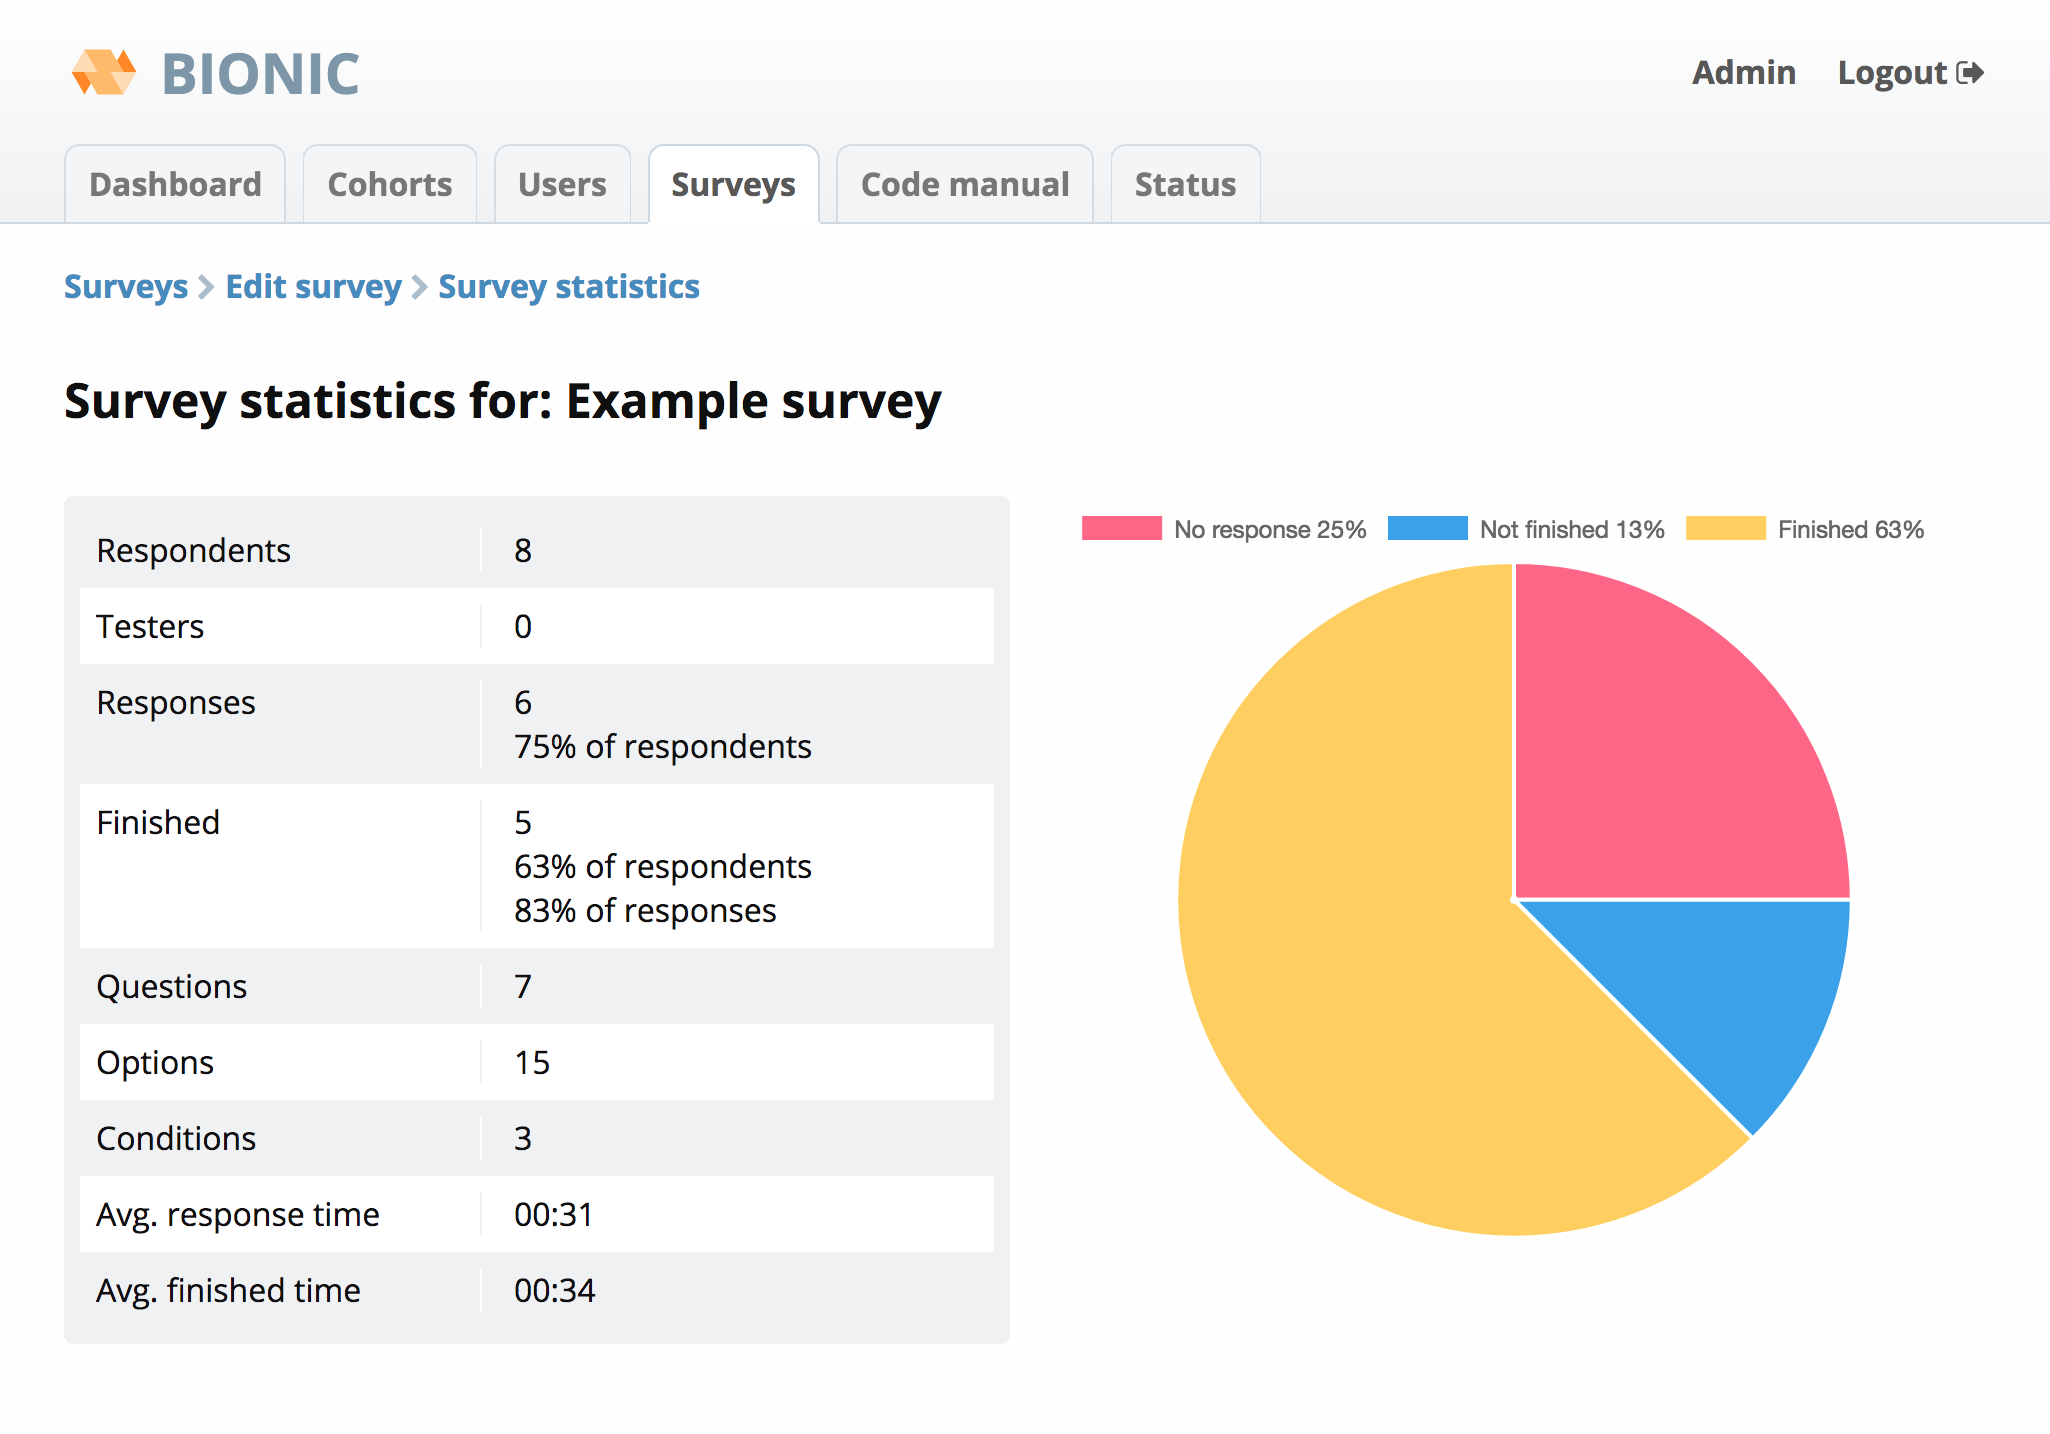 BIONIC
Admin Logout
Dashboard Cohorts Users Surveys Code manual Status
Surveys Edit survey Survey statistics
Survey statistics for: Example survey
Respondents 8
Testers 0
Responses 6
75% of respondents
Finished 5
63% of respondents
83% of responses
Questions 7
Options 15
Conditions 3
Avg. response time 00:31
Avg. finished time 00:34
No response 25% Not finished 13% Finished 63%